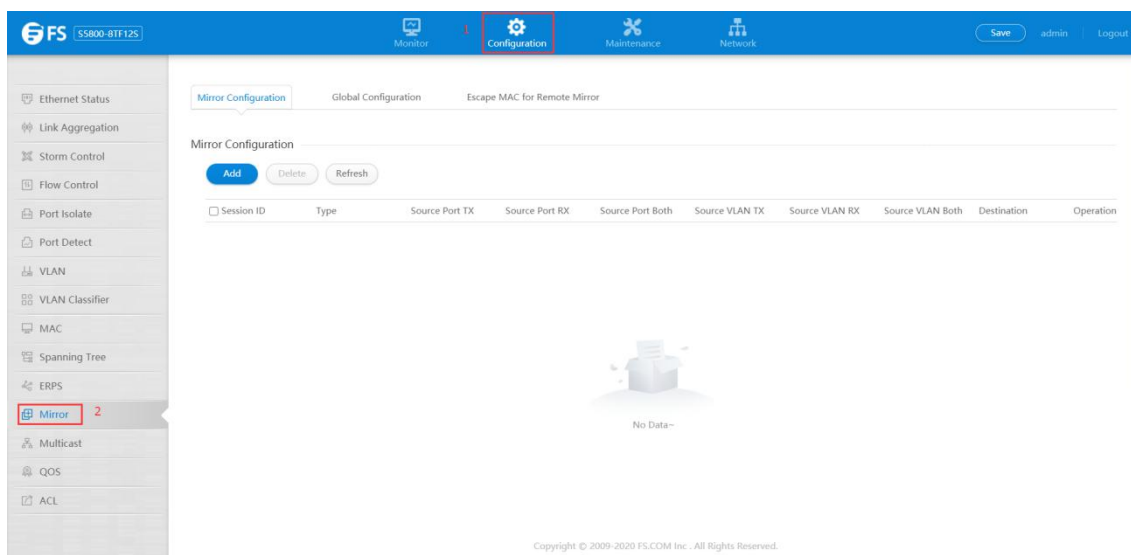 FS S5800-8TF12S
Monitor
1
Configuration
Maintenance
Network
Save admin Logout
Ethernet Status
Link Aggregation
Storm Control
Flow Control
Port Isolate
Port Detect
VLAN
VLAN Classifier
MAC
Spanning Tree
ERPS
Mirror 2
Multicast
QOS
ACL
Mirror Configuration Global Configuration Escape MAC for Remote Mirror
Mirror Configuration
Add Delete Refresh
Session ID Type Source Port TX Source Port RX Source Port Both Source VLAN TX Source VLAN RX Source VLAN Both Destination Operation
No Data~
Copyright © 2009-2020 FS.COM Inc . All Rights Reserved.